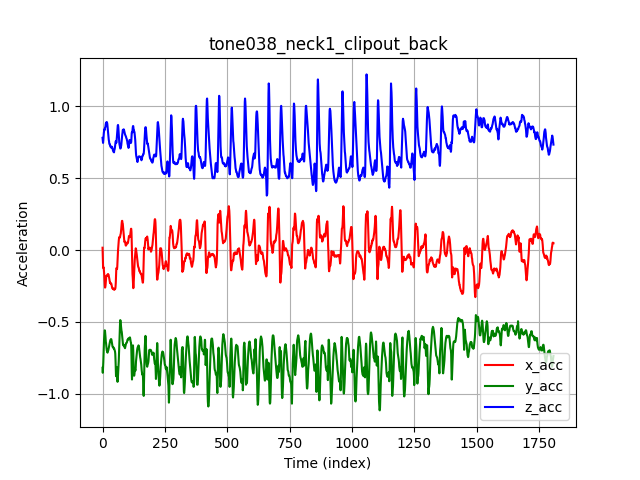 tone038_neck1_clipout_back
Acceleration
1.0
0.5
0.0
−0.5
−1.0
x_acc
y_acc
z_acc
0 250 500 750 1000 1250 1500 1750
Time (index)